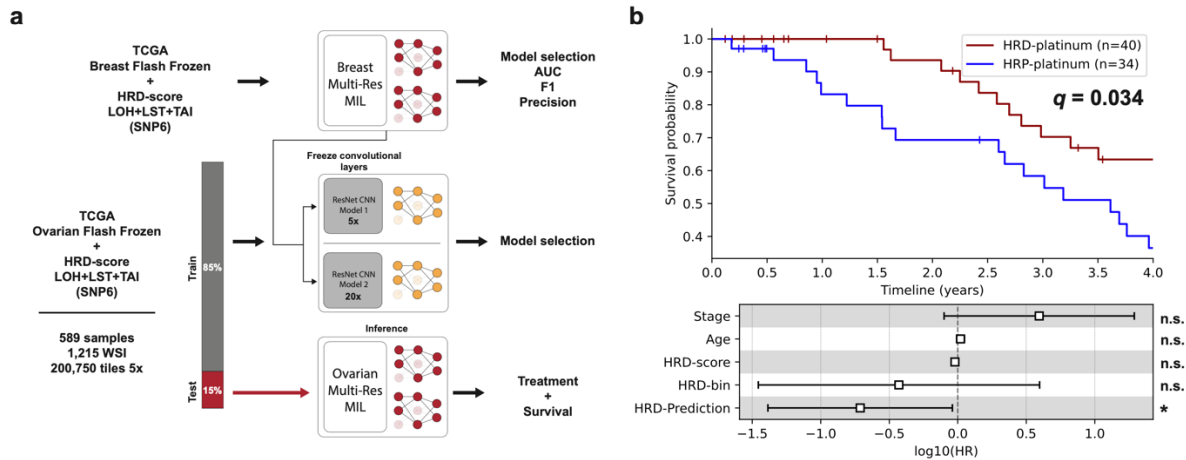 a
TCGA
Breast Flash Frozen
+
HRD-score
LOH+LST+TAI
(SNP6)
Breast
Multi-Res
MIL
Model selection
AUC
F1
Precision
Freeze convolutional
layers
TCGA
Ovarian Flash Frozen
+
HRD-score
LOH+LST+TAI
(SNP6)
589 samples
1,215 WSI
200,750 tiles 5x
Train
85%
Test
15%
ResNet CNN
Model 1
5x
ResNet CNN
Model 2
20x
Model selection
Inference
Ovarian
Multi-Res
MIL
Treatment
+
Survival
b
Survival probability
1.0
0.9
0.8
0.7
0.6
0.5
0.4
HRD-platinum (n=40)
HRP-platinum (n=34)
q = 0.034
0.0 0.5 1.0 1.5 2.0 2.5 3.0 3.5 4.0
Timeline (years)
Stage n.s.
Age n.s.
HRD-score n.s.
HRD-bin n.s.
HRD-Prediction *
−1.5 −1.0 −0.5 0.0 0.5 1.0
log10(HR)